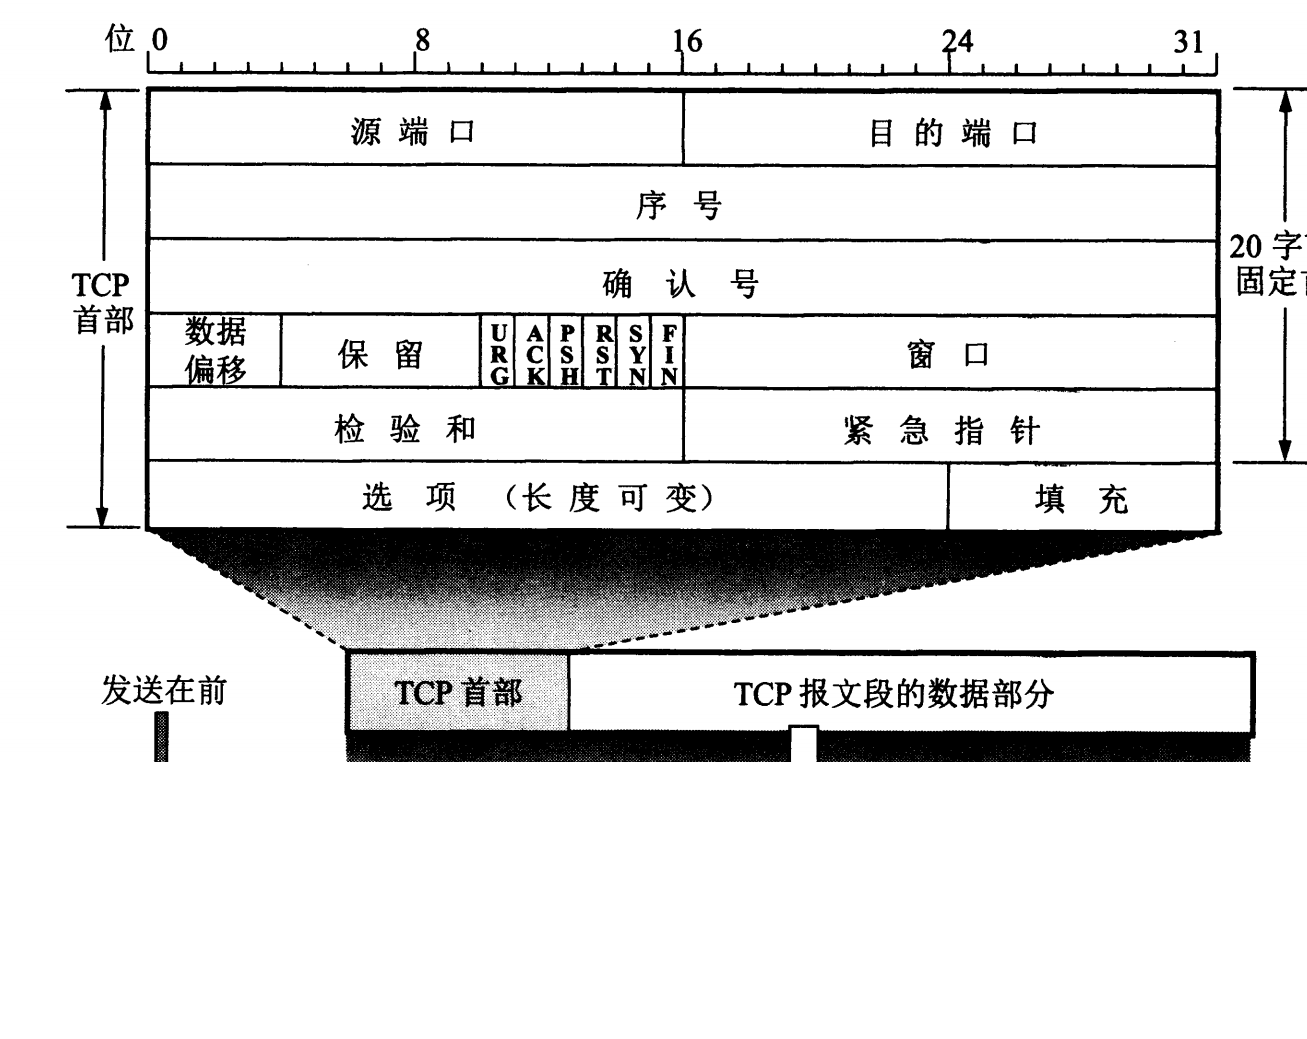 位 0 8 16 24 31
源端口 目的端口
序号
确认号
TCP
首部
20 字
固定
数据
偏移
保留
URG
ACK
PSH
RST
SYN
FIN
窗口
检验和 紧急指针
选项 （长度可变） 填充
发送在前
TCP 首部 TCP 报文段的数据部分